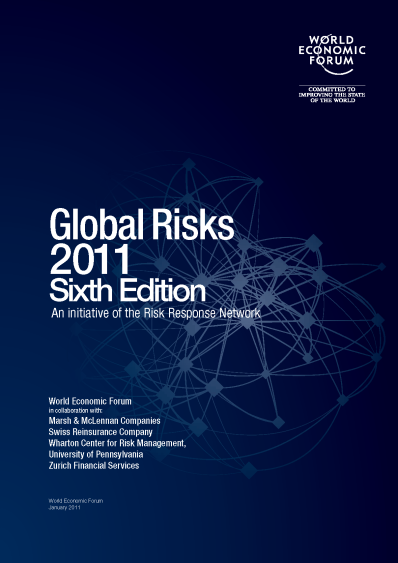 WORLD
ECONOMIC
FORUM
COMMITTED TO
IMPROVING THE STATE
OF THE WORLD
Global Risks
2011
Sixth Edition
An initiative of the Risk Response Network
World Economic Forum
in collaboration with:
Marsh & McLennan Companies
Swiss Reinsurance Company
Wharton Center for Risk Management,
University of Pennsylvania
Zurich Financial Services
World Economic Forum
January 2011